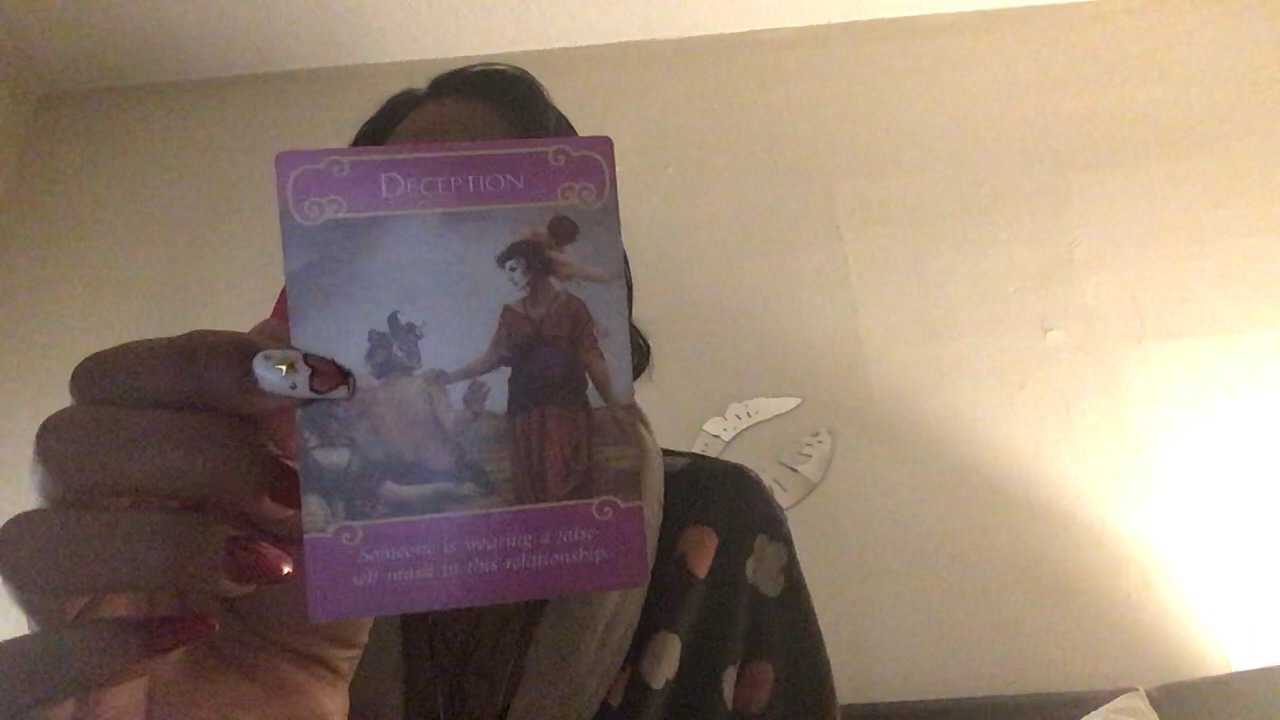 DECEPTION
Someone is wearing a false-
self mask in this relationship.